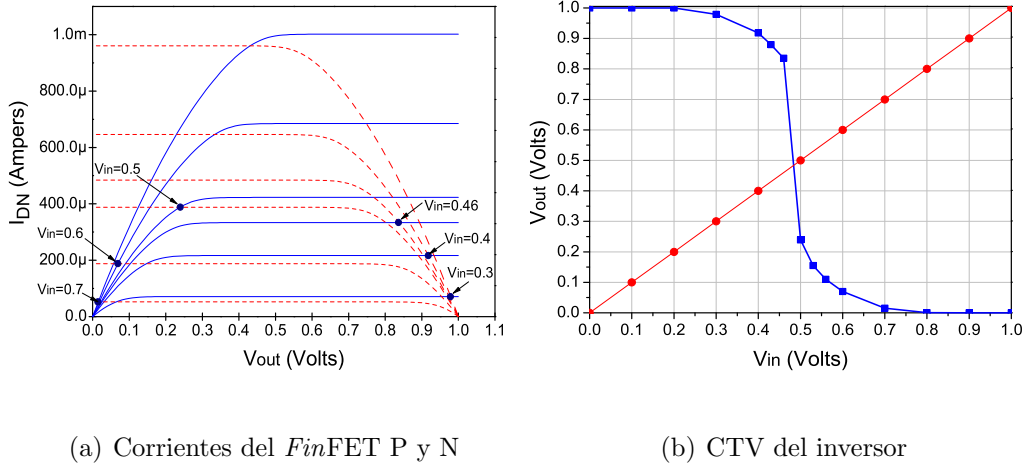 1.0m
800.0µ
600.0µ
400.0µ
200.0µ
0.0
I_DN (Ampers)
Vin=0.5
Vin=0.6
Vin=0.7
Vin=0.46
Vin=0.4
Vin=0.3
0.0 0.1 0.2 0.3 0.4 0.5 0.6 0.7 0.8 0.9 1.0 1.1
Vout (Volts)
(a) Corrientes del FinFET P y N
1.0
0.9
0.8
0.7
0.6
0.5
0.4
0.3
0.2
0.1
0.0
Vout (Volts)
0.0 0.1 0.2 0.3 0.4 0.5 0.6 0.7 0.8 0.9 1.0
Vin (Volts)
(b) CTV del inversor